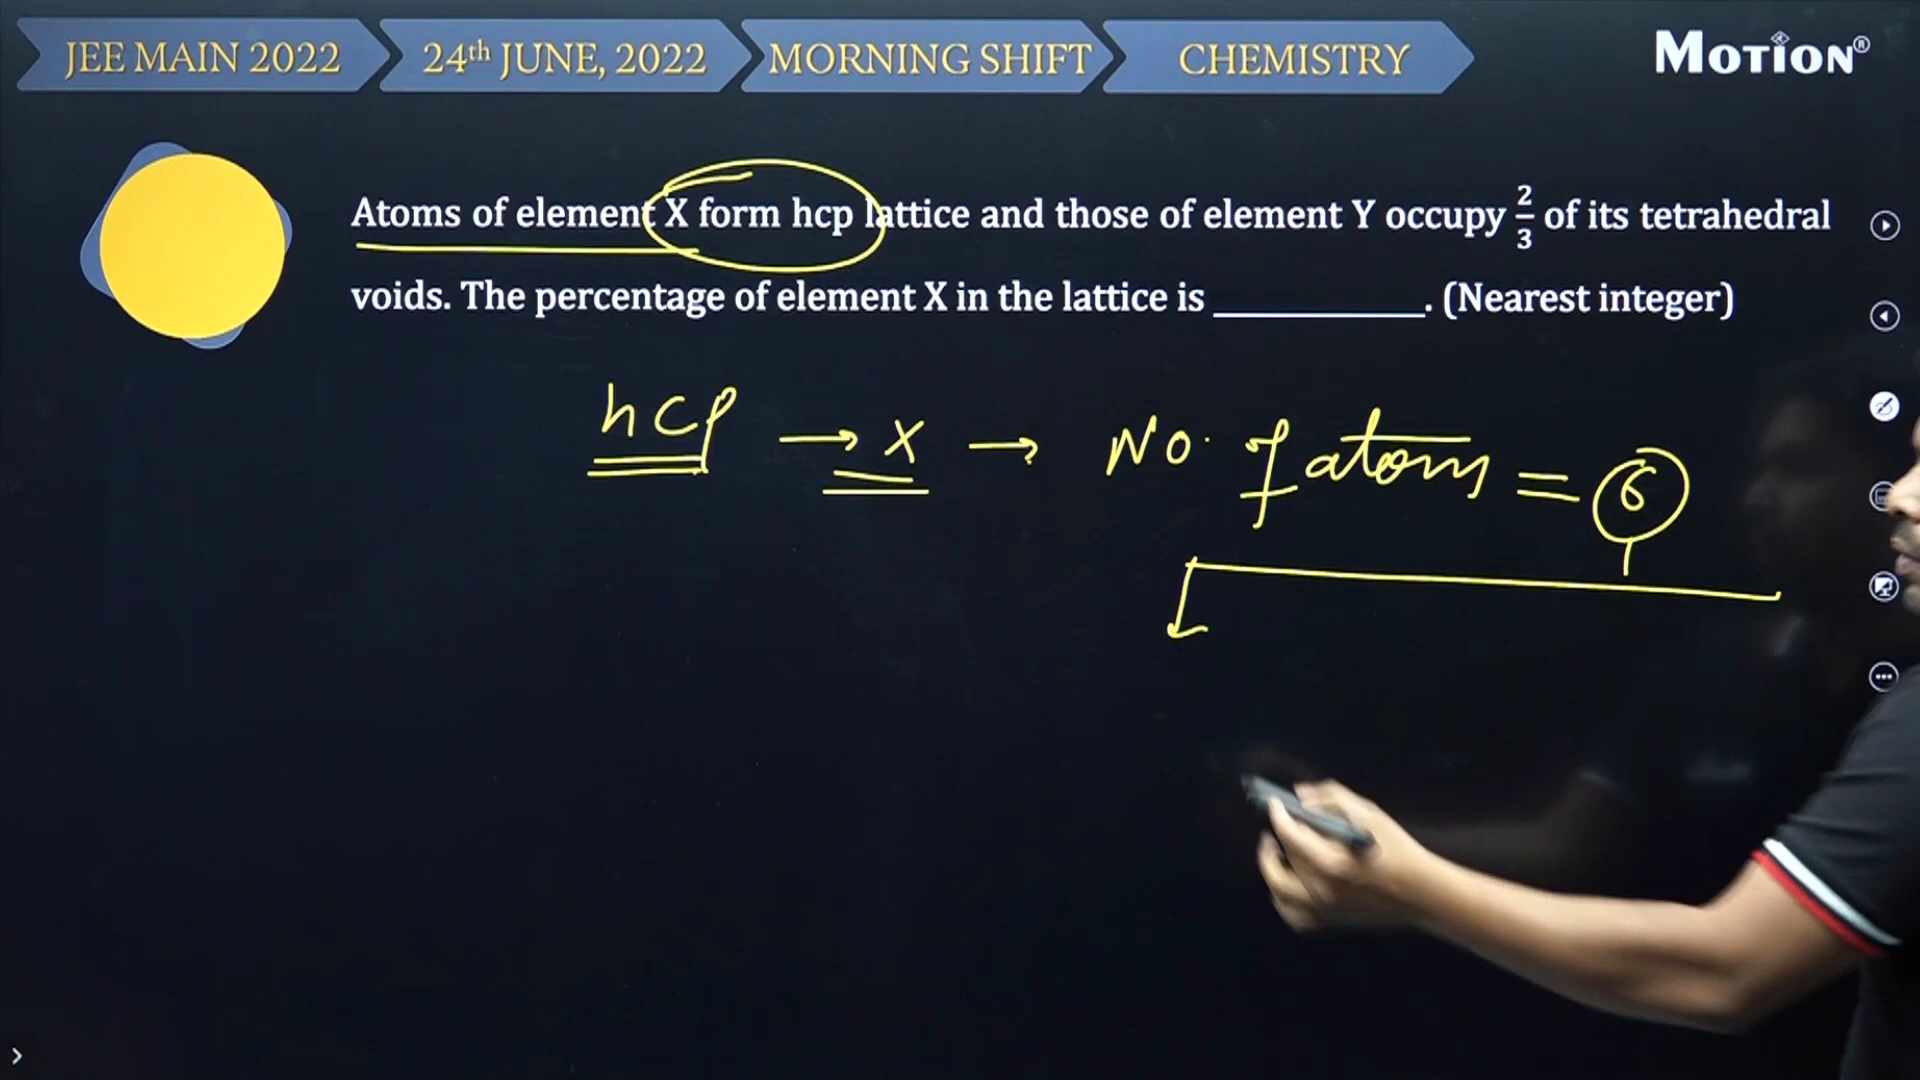 JEE MAIN 2022 24th JUNE, 2022 MORNING SHIFT CHEMISTRY MOTION®
Atoms of element X form hcp lattice and those of element Y occupy 2/3 of its tetrahedral
voids. The percentage of element X in the lattice is __________. (Nearest integer)
hcp → X → No. of atoms = 6